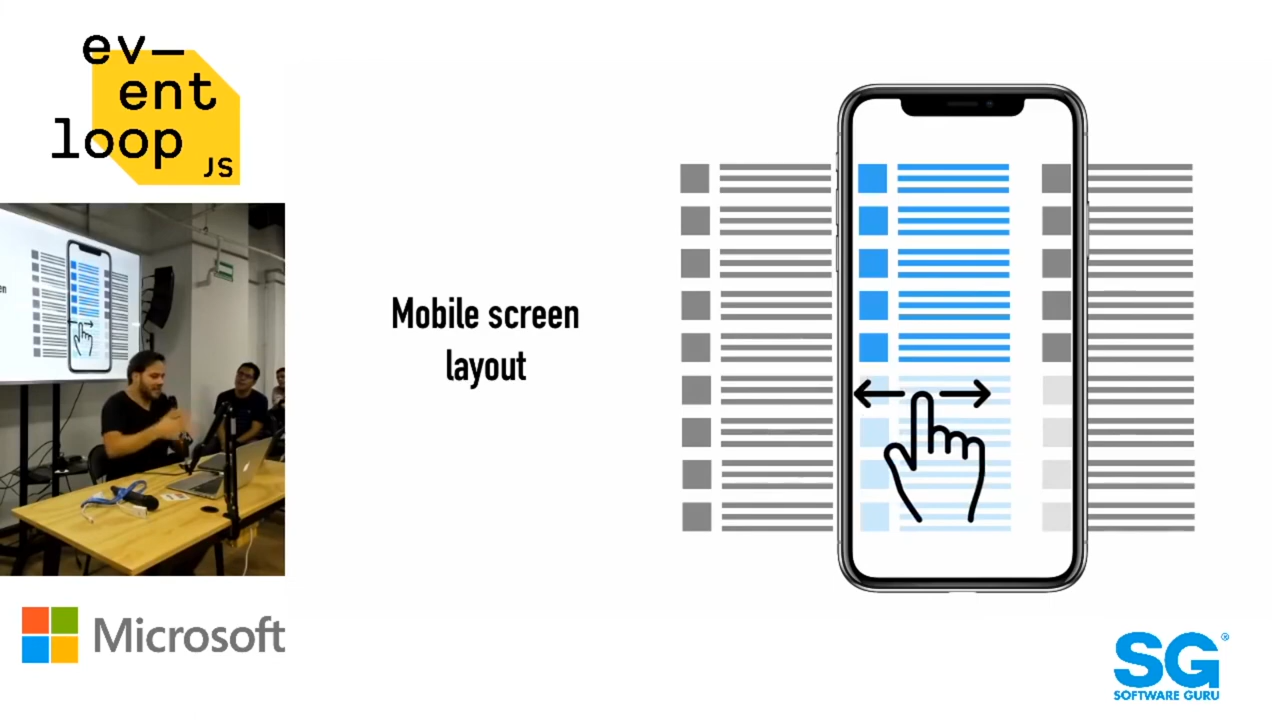 ev—
ent
loop
JS
Mobile screen
layout
Microsoft
SG®
SOFTWARE GURU